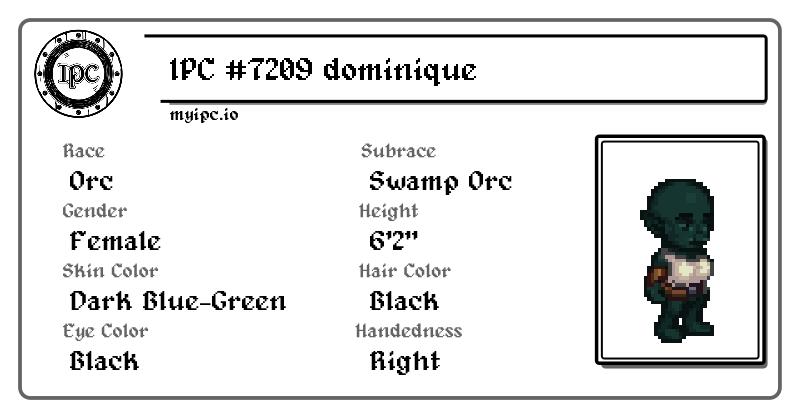 IPC
IPC #7209 dominique
myipc.io
Race
Orc
Subrace
Swamp Orc
Gender
Female
Height
6'2"
Skin Color
Dark Blue-Green
Hair Color
Black
Eye Color
Black
Handedness
Right